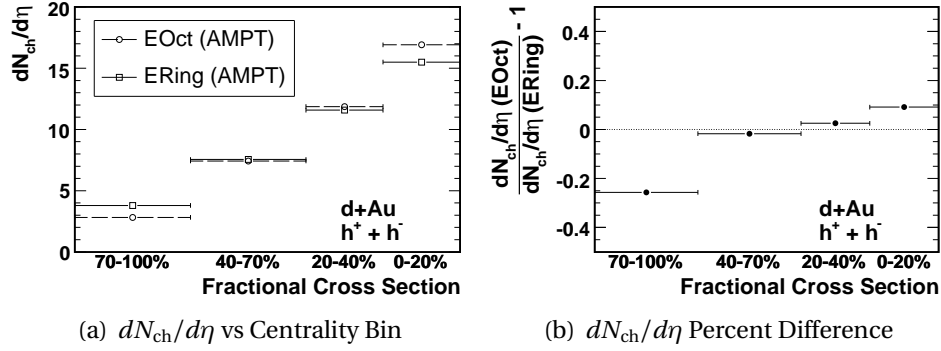 dN_ch/dη
20
15
10
5
0
EOct (AMPT)
ERing (AMPT)
d+Au
h⁺ + h⁻
70-100% 40-70% 20-40% 0-20%
Fractional Cross Section
(a) dN_ch/dη vs Centrality Bin
dN_ch/dη (EOct)
dN_ch/dη (ERing)
- 1
0.4
0.2
0
-0.2
-0.4
d+Au
h⁺ + h⁻
70-100% 40-70% 20-40% 0-20%
Fractional Cross Section
(b) dN_ch/dη Percent Difference